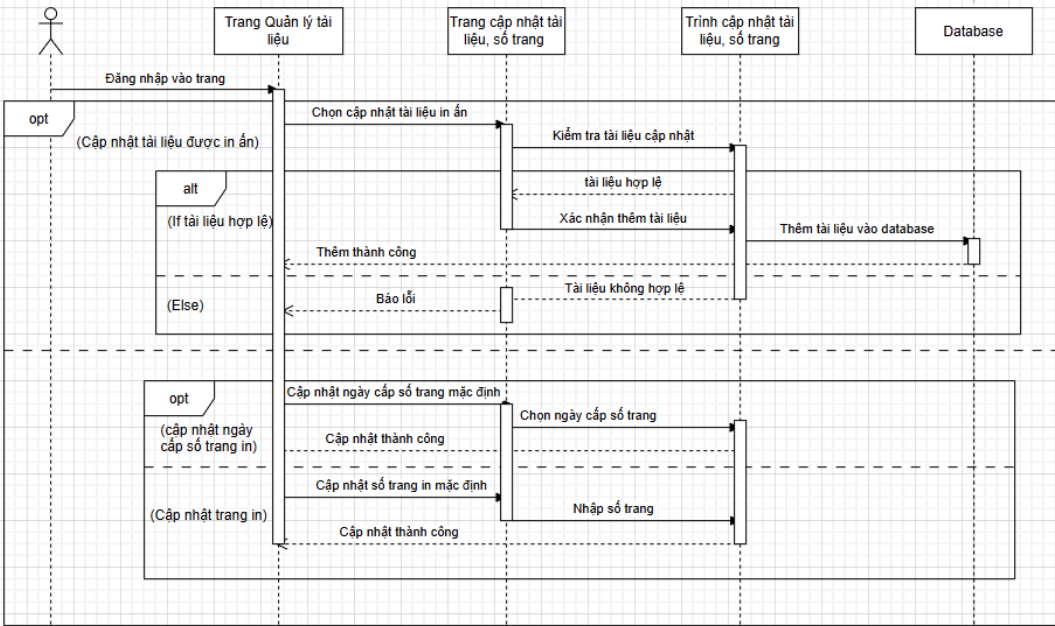 Trang Quản lý tài
liệu
Trang cập nhật tài
liệu, số trang
Trình cập nhật tài
liệu, số trang
Database
Đăng nhập vào trang
opt
(Cập nhật tài liệu được in ấn)
Chọn cập nhật tài liệu in ấn
Kiểm tra tài liệu cập nhật
alt
(If tài liệu hợp lệ)
tài liệu hợp lệ
Xác nhận thêm tài liệu
Thêm tài liệu vào database
Thêm thành công
(Else)
Tài liệu không hợp lệ
Báo lỗi
opt
(cập nhật ngày
cấp số trang in)
Cập nhật ngày cấp số trang mặc định
Chọn ngày cấp số trang
Cập nhật thành công
(Cập nhật trang in)
Cập nhật số trang in mặc định
Nhập số trang
Cập nhật thành công